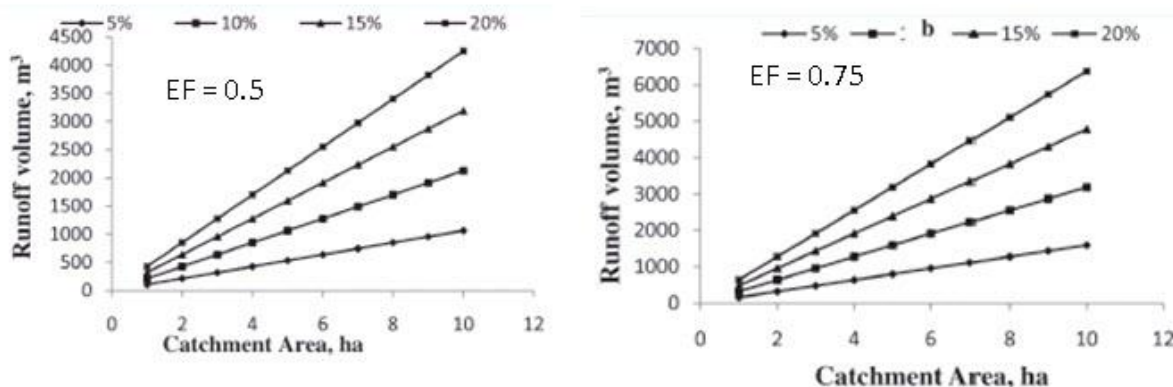 5% 10% 15% 20%
4500
4000
3500
3000
2500
2000
1500
1000
500
0
Runoff volume, m³
EF = 0.5
0 2 4 6 8 10 12
Catchment Area, ha
5% : b 15% 20%
7000
6000
5000
4000
3000
2000
1000
0
Runoff volume, m³
EF = 0.75
0 2 4 6 8 10 12
Catchment Area, ha